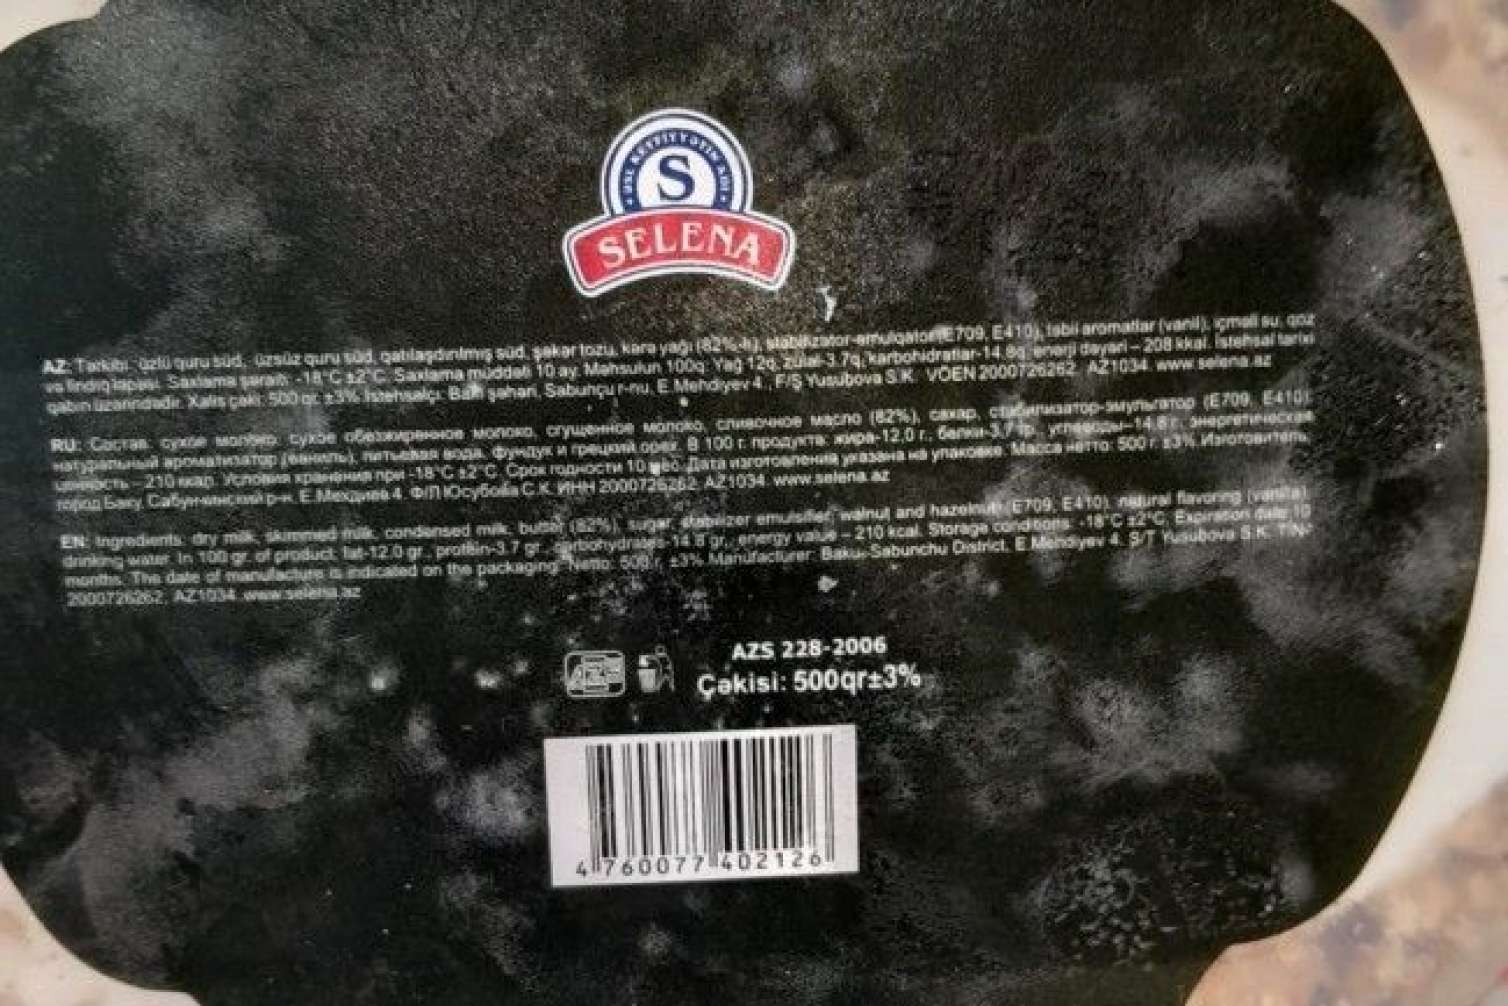 ƏSL KEYFİYYƏTİN ADI
S
SELENA
AZ: Tərkibi: üzlü quru süd, üzsüz quru süd, qatılaşdırılmış süd, şəkər tozu, kərə yağı (82%-li), stabilizator-emulqator(E709, E410), təbii aromatlar (vanil), içməli su, qoz
və fındıq ləpəsi. Saxlama şəraiti: -18°C ±2°C. Saxlama müddəti 10 ay. Məhsulun 100q: Yağ 12q, zülal-3.7q, karbohidratlar-14.8q, enerji dəyəri – 208 kkal. İstehsal tarixi
qabın üzərindədir. Xalis çəki: 500 qr. ±3% İstehsalçı: Bakı şəhəri, Sabunçu r-nu, E.Mehdiyev 4, F/Ş Yusubova S.K. VÖEN 2000726262. AZ1034. www.selena.az
RU: Состав: сухое молоко, сухое обезжиренное молоко, сгущенное молоко, сливочное масло (82%), сахар, стабилизатор-эмульгатор (E709, E410)
натуральный ароматизатор (ваниль), питьевая вода, фундук и грецкий орех. В 100 г. продукта: жира-12.0 г., белки-3.7 гр., углеводы-14.8 г., энергетическая
ценность – 210 ккал. Условия хранения при -18°C ±2°C. Срок годности 10 мес. Дата изготовления указана на упаковке. Масса нетто: 500 г ±3%. Изготовитель:
город Баку, Сабунчинский р-н, Е.Мехдиев 4. Ф/Л Юсубова С.К. ИНН 2000726262. AZ1034. www.selena.az
EN: Ingredients: dry milk, skimmed milk, condensed milk, butter (82%), sugar, stabilizer emulsifier, walnut and hazelnut (E709, E410), natural flavoring (vanilla),
drinking water. In 100 gr. of product: fat-12.0 gr., protein-3.7 gr., carbohydrates-14.8 gr., energy value – 210 kcal. Storage conditions: -18°C ±2°C. Expiration date 10
months. The date of manufacture is indicated on the packaging. Netto: 500 г, ±3%. Manufacturer: Baku-Sabunchu District, E.Mehdiyev 4. S/T Yusubova S.K. TIN-
2000726262. AZ1034. www.selena.az
AZS 228-2006
Çəkisi: 500qr±3%
4 760077 402126